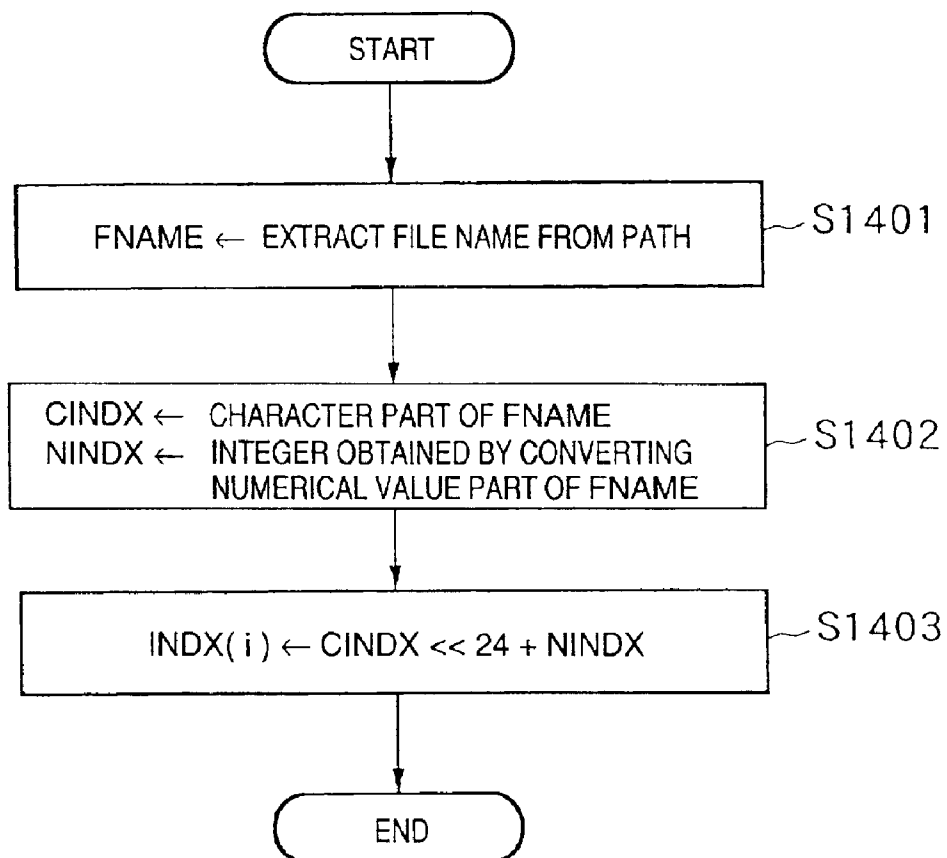 START
FNAME ← EXTRACT FILE NAME FROM PATH
S1401
CINDX ← CHARACTER PART OF FNAME
NINDX ← INTEGER OBTAINED BY CONVERTING
NUMERICAL VALUE PART OF FNAME
S1402
INDX( i ) ← CINDX << 24 + NINDX
S1403
END